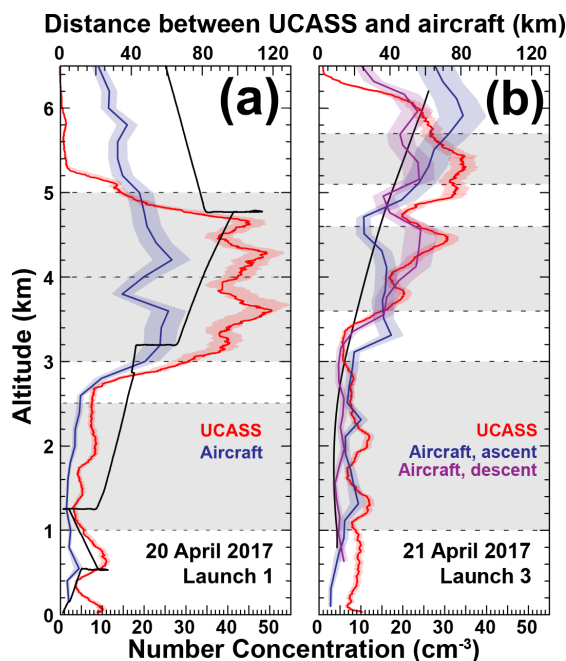 Distance between UCASS and aircraft (km)
0 40 80 120 0 40 80 120
(a) (b)
6
5
4
3
2
1
0
Altitude (km)
UCASS
Aircraft
UCASS
Aircraft, ascent
Aircraft, descent
20 April 2017
Launch 1
21 April 2017
Launch 3
0 10 20 30 40 50 0 10 20 30 40 50
Number Concentration (cm⁻³)